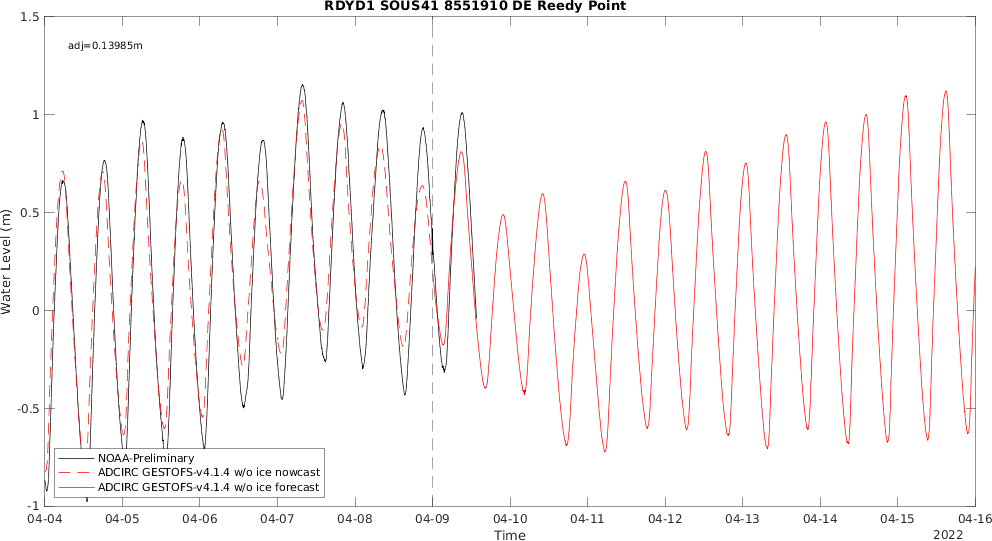 RDYD1 SOUS41 8551910 DE Reedy Point
adj=0.13985m
Water Level (m)
1.5
1
0.5
0
-0.5
-1
NOAA-Preliminary
ADCIRC GESTOFS-v4.1.4 w/o ice nowcast
ADCIRC GESTOFS-v4.1.4 w/o ice forecast
04-04 04-05 04-06 04-07 04-08 04-09 04-10 04-11 04-12 04-13 04-14 04-15 04-16
Time
2022